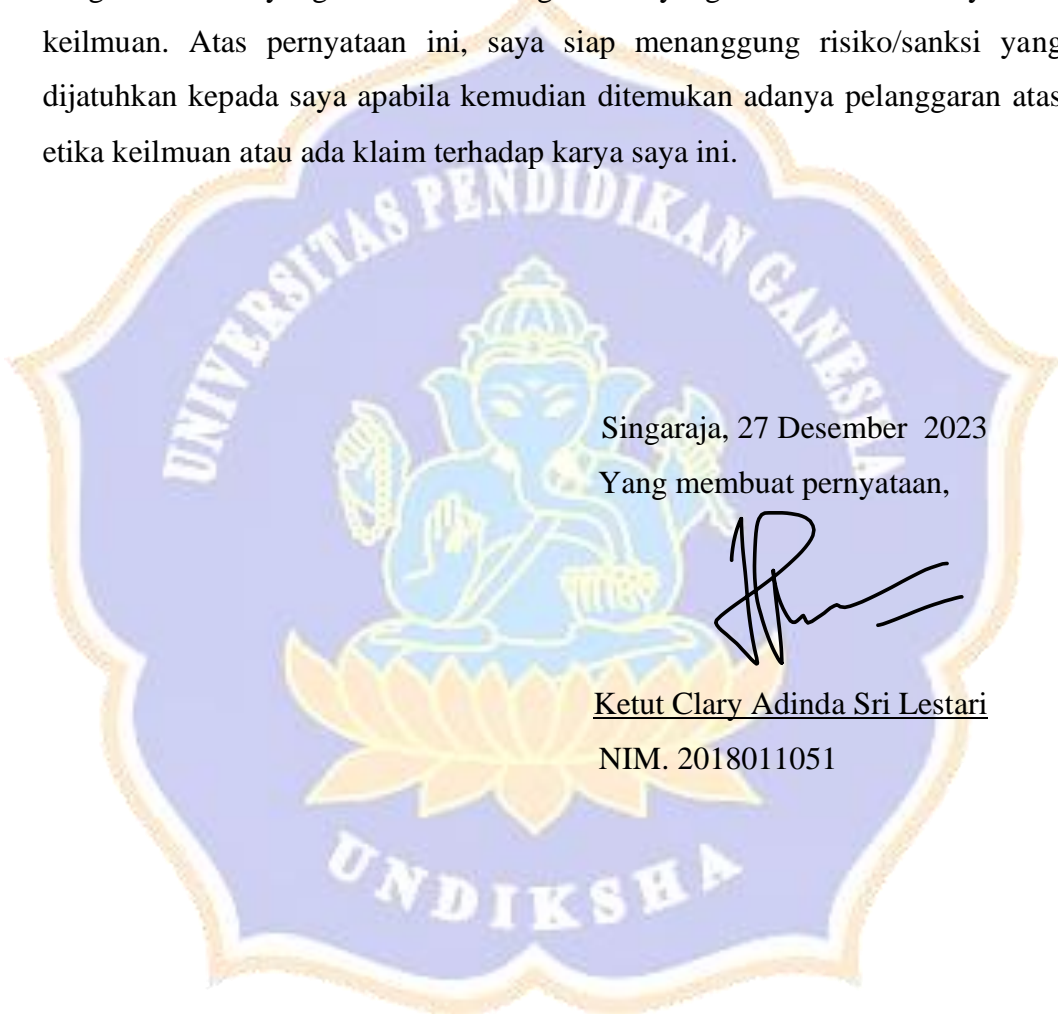 keilmuan. Atas pernyataan ini, saya siap menanggung risiko/sanksi yang
dijatuhkan kepada saya apabila kemudian ditemukan adanya pelanggaran atas
etika keilmuan atau ada klaim terhadap karya saya ini.
UNIVERSITAS PENDIDIKAN GANESHA
Singaraja, 27 Desember 2023
Yang membuat pernyataan,
Ketut Clary Adinda Sri Lestari
NIM. 2018011051
UNDIKSHA